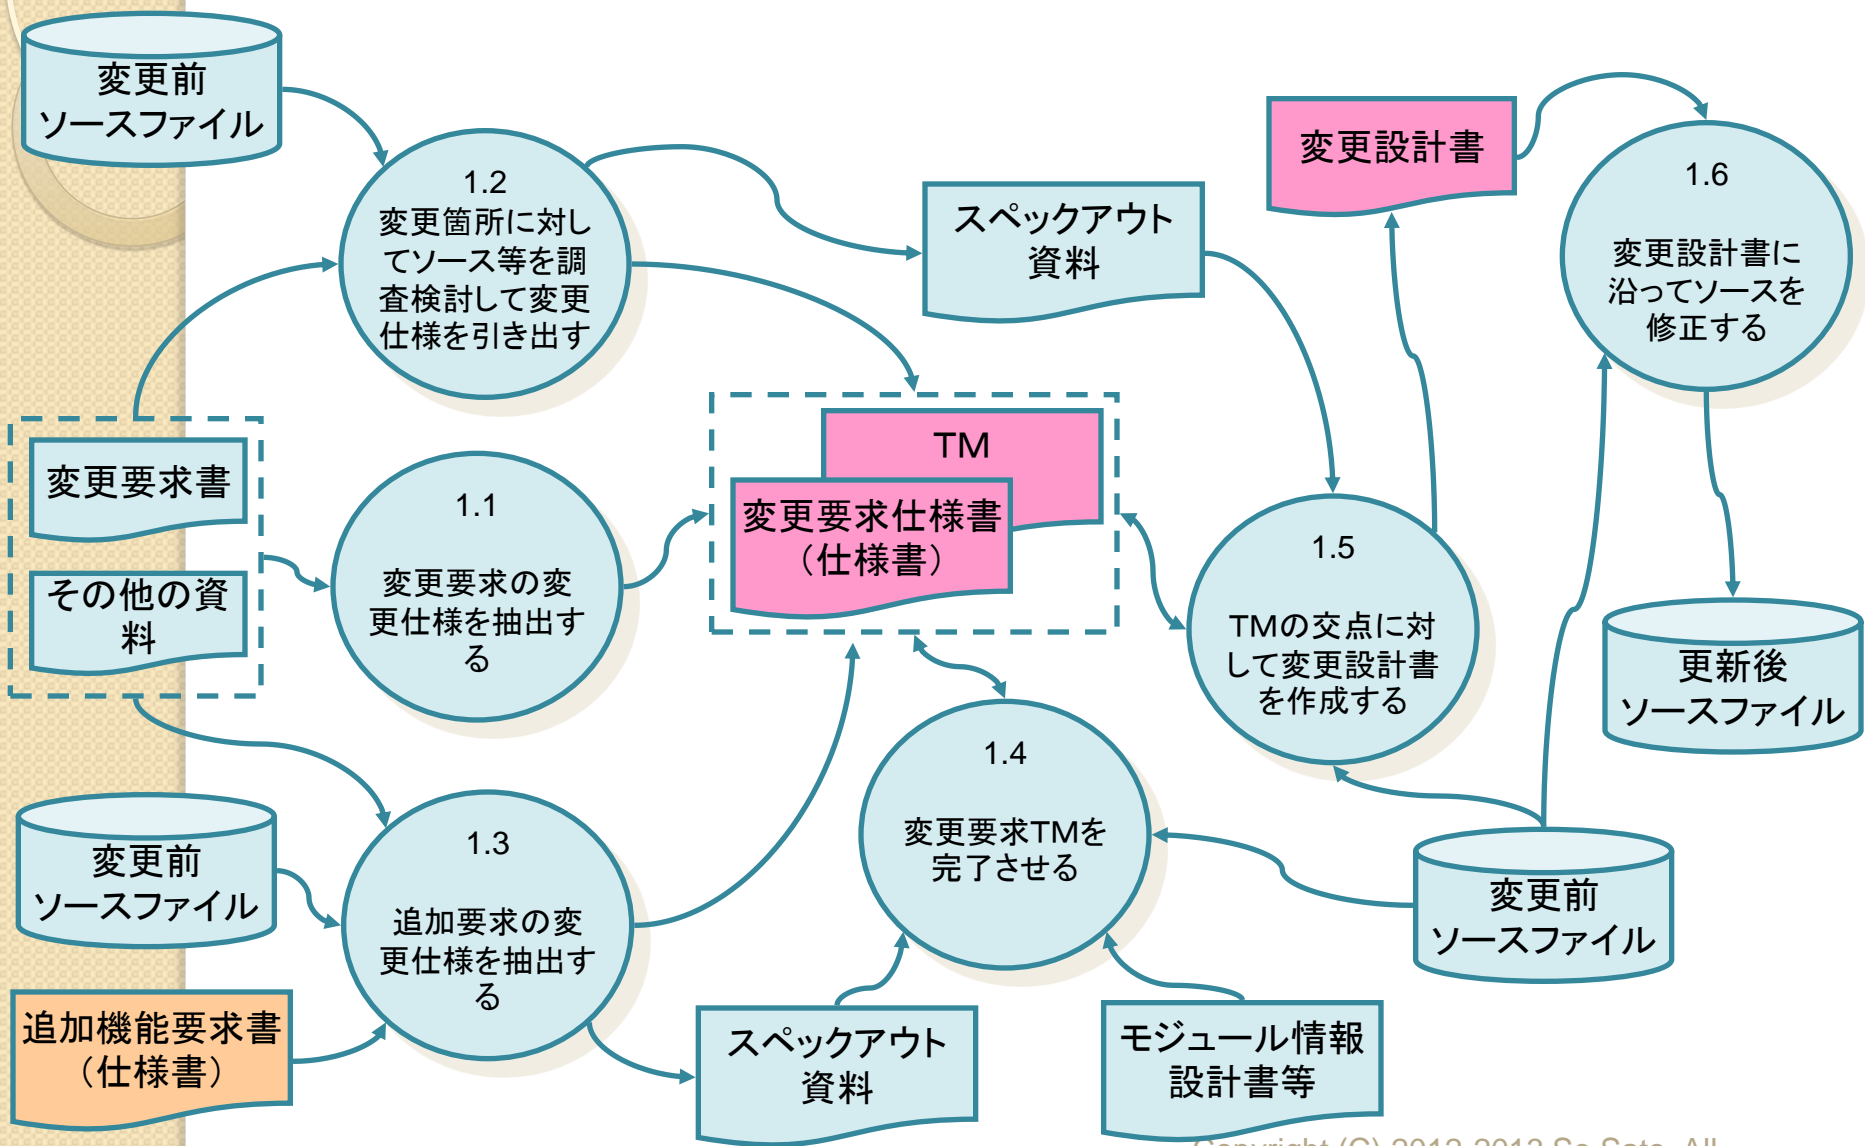 変更前
ソースファイル
1.2
変更箇所に対し
てソース等を調
査検討して変更
仕様を引き出す
スペックアウト
資料
変更設計書
1.6
変更設計書に
沿ってソースを
修正する
変更要求書
その他の資
料
1.1
変更要求の変
更仕様を抽出す
る
TM
変更要求仕様書
（仕様書）
1.5
TMの交点に対
して変更設計書
を作成する
更新後
ソースファイル
変更前
ソースファイル
1.3
追加要求の変
更仕様を抽出す
る
1.4
変更要求TMを
完了させる
変更前
ソースファイル
追加機能要求書
（仕様書）
スペックアウト
資料
モジュール情報
設計書等
Copyright (C) 2012-2013 So Sato. All